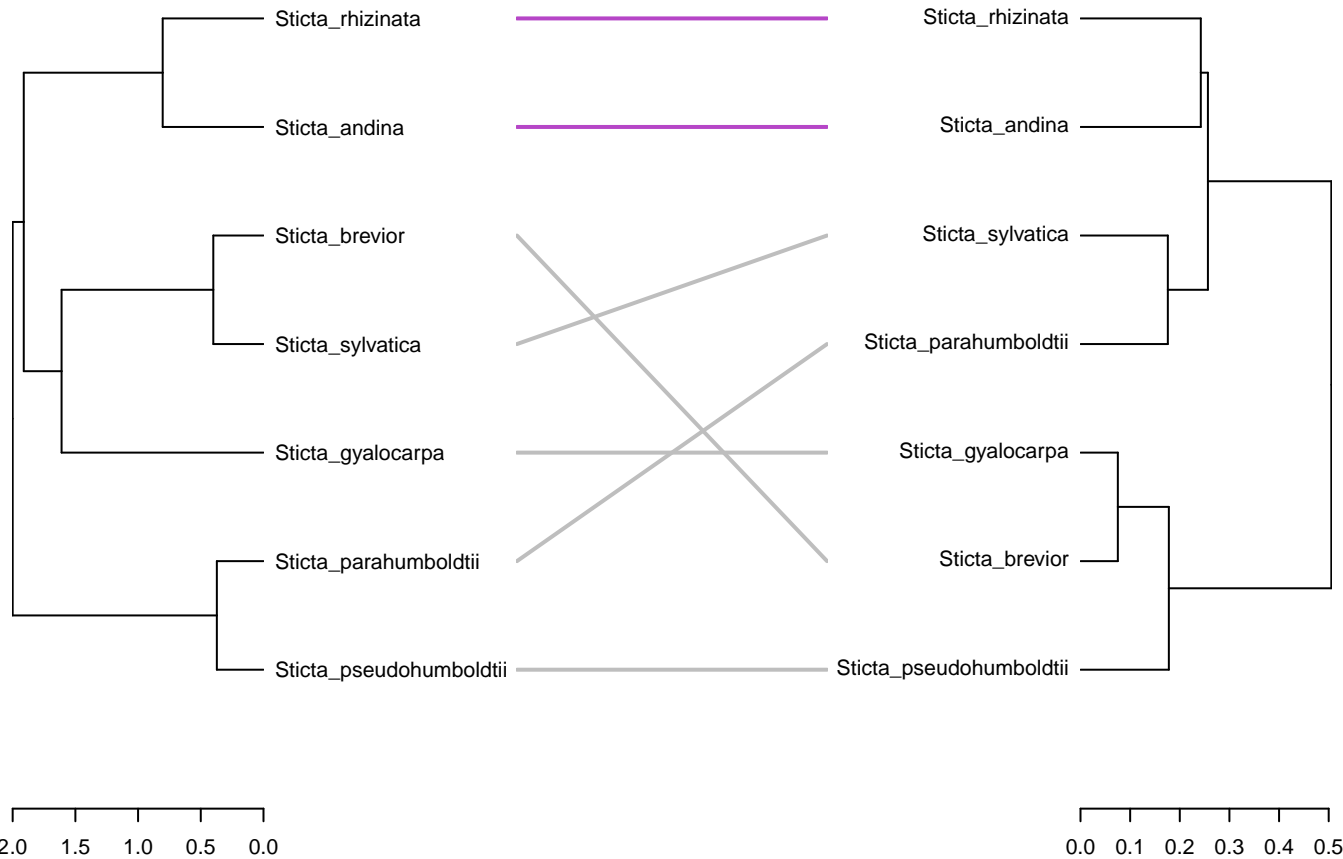 Sticta_rhizinata Sticta_rhizinata
Sticta_andina Sticta_andina
Sticta_brevior Sticta_sylvatica
Sticta_sylvatica Sticta_parahumboldtii
Sticta_gyalocarpa Sticta_gyalocarpa
Sticta_parahumboldtii Sticta_brevior
Sticta_pseudohumboldtii Sticta_pseudohumboldtii
2.0 1.5 1.0 0.5 0.0 0.0 0.1 0.2 0.3 0.4 0.5